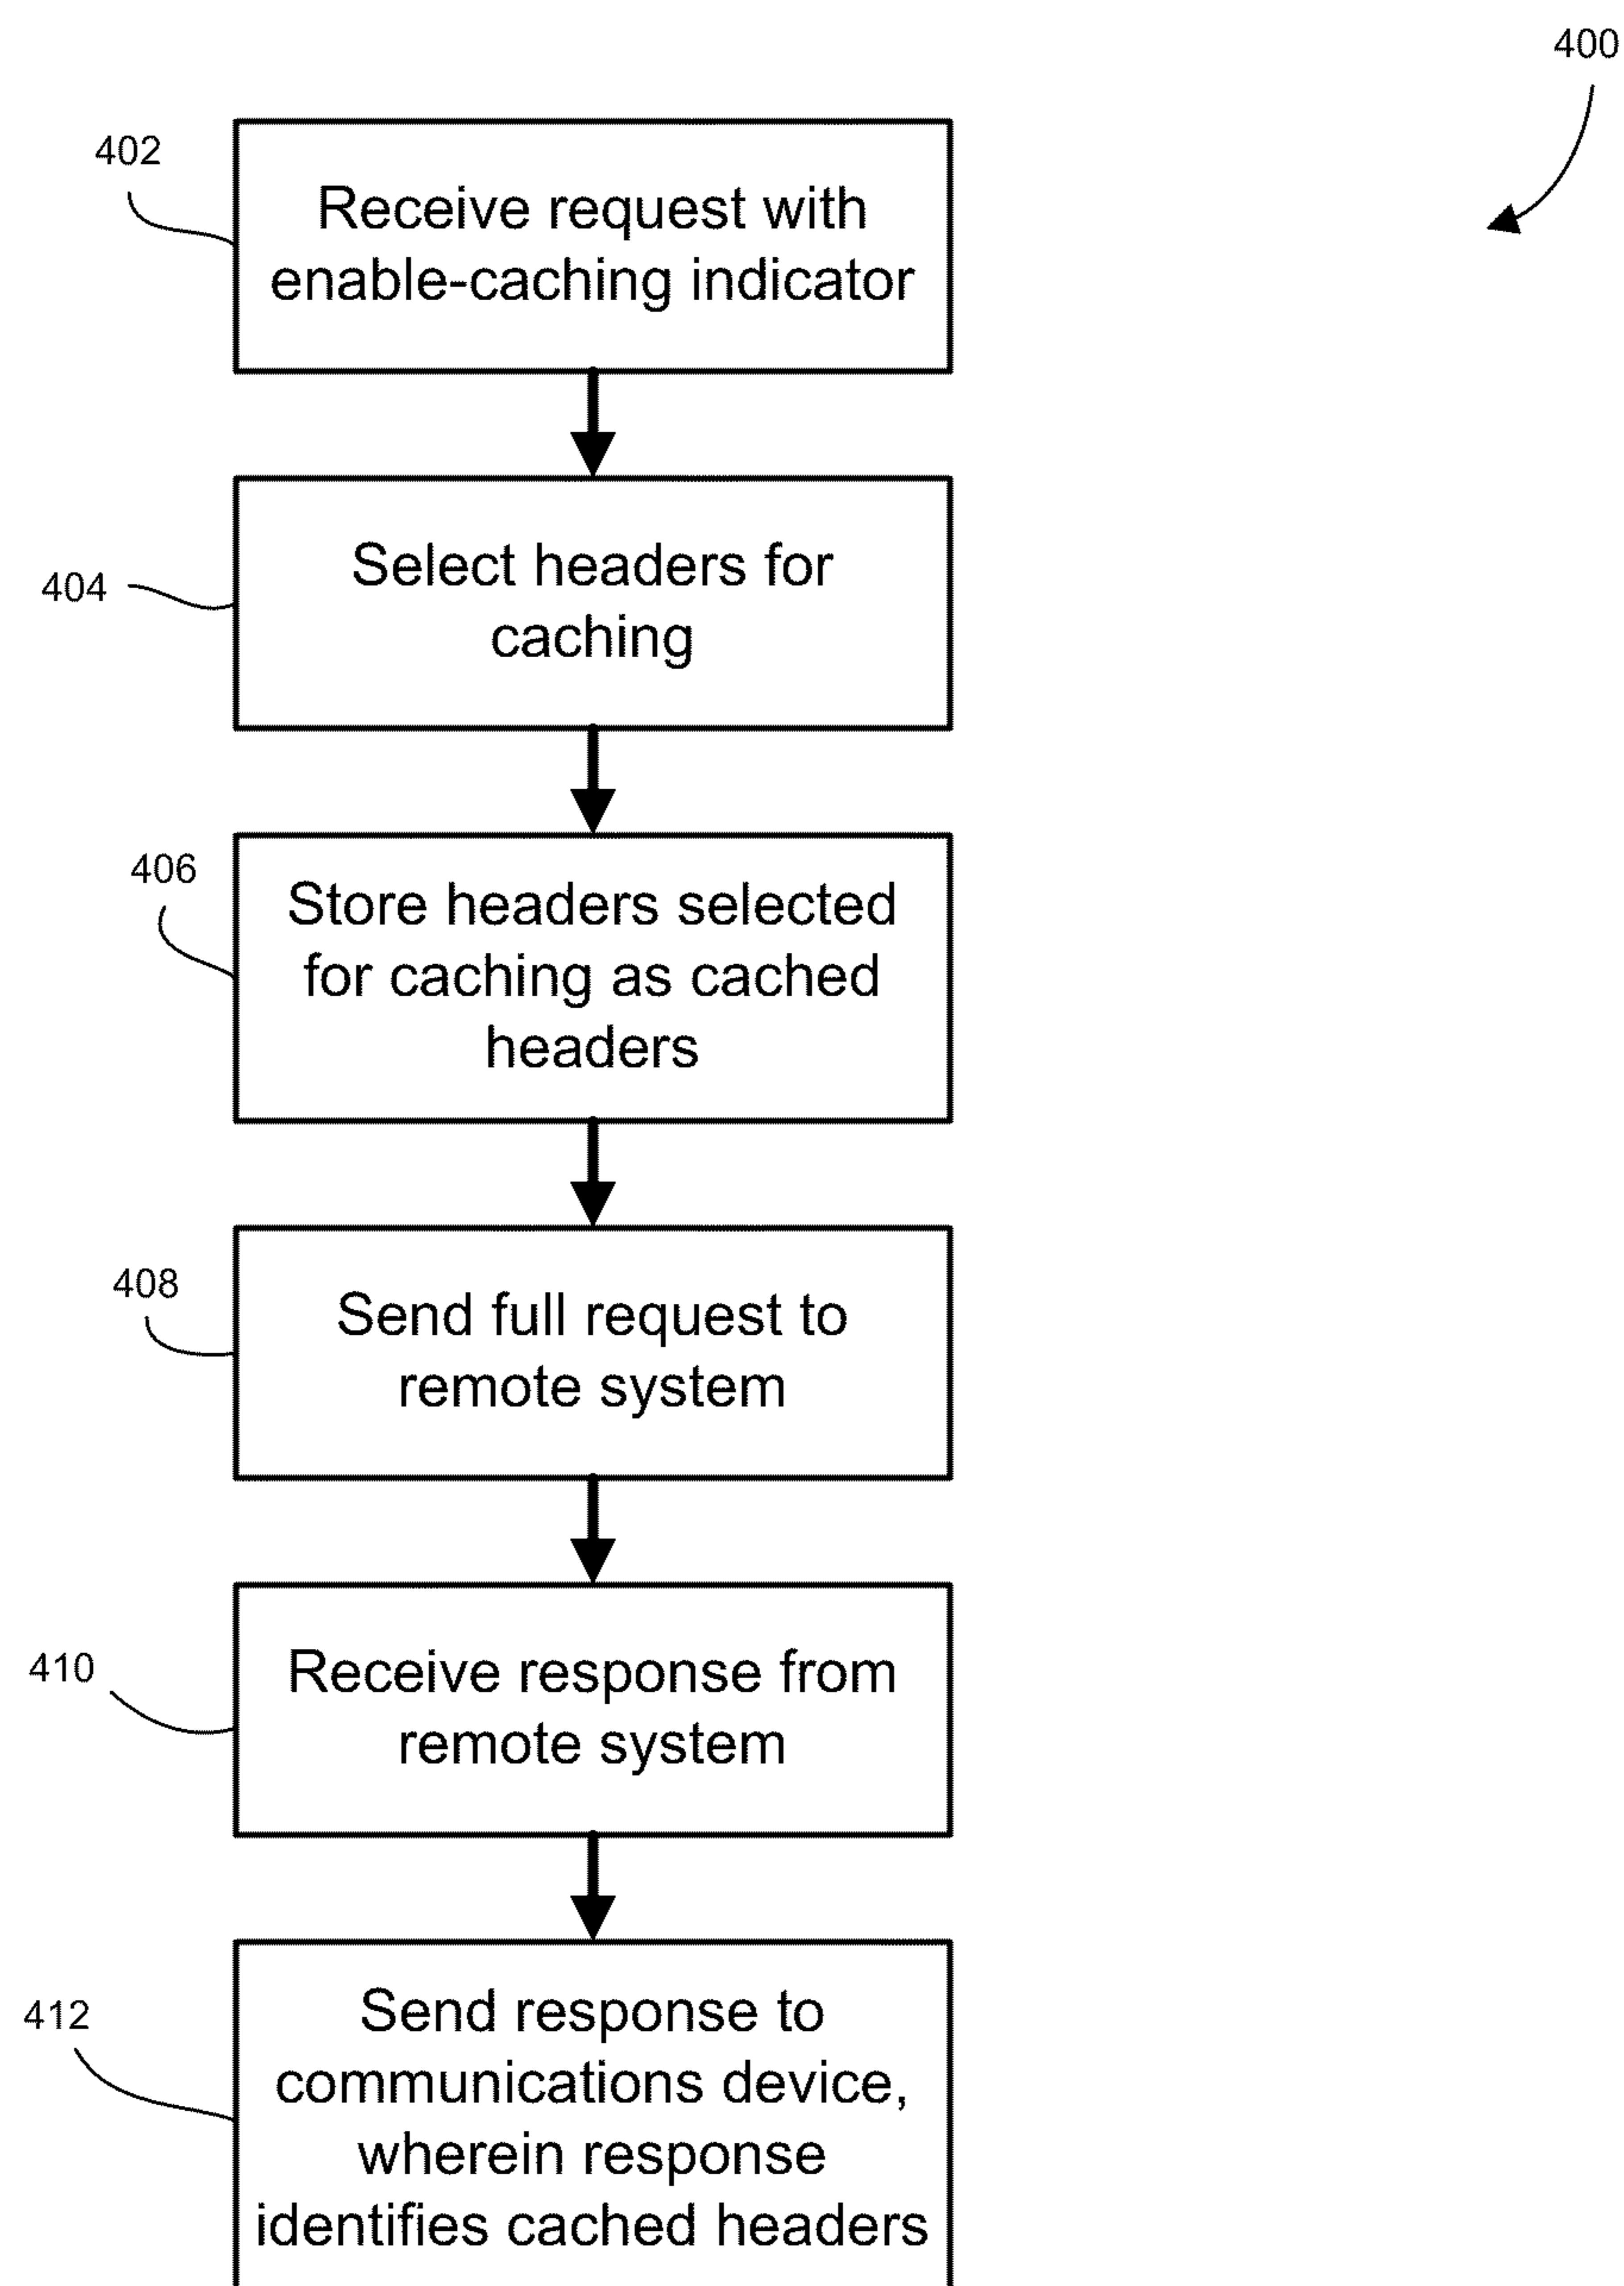 400
402
Receive request with
enable-caching indicator
404
Select headers for
caching
406
Store headers selected
for caching as cached
headers
408
Send full request to
remote system
410
Receive response from
remote system
412
Send response to
communications device,
wherein response
identifies cached headers